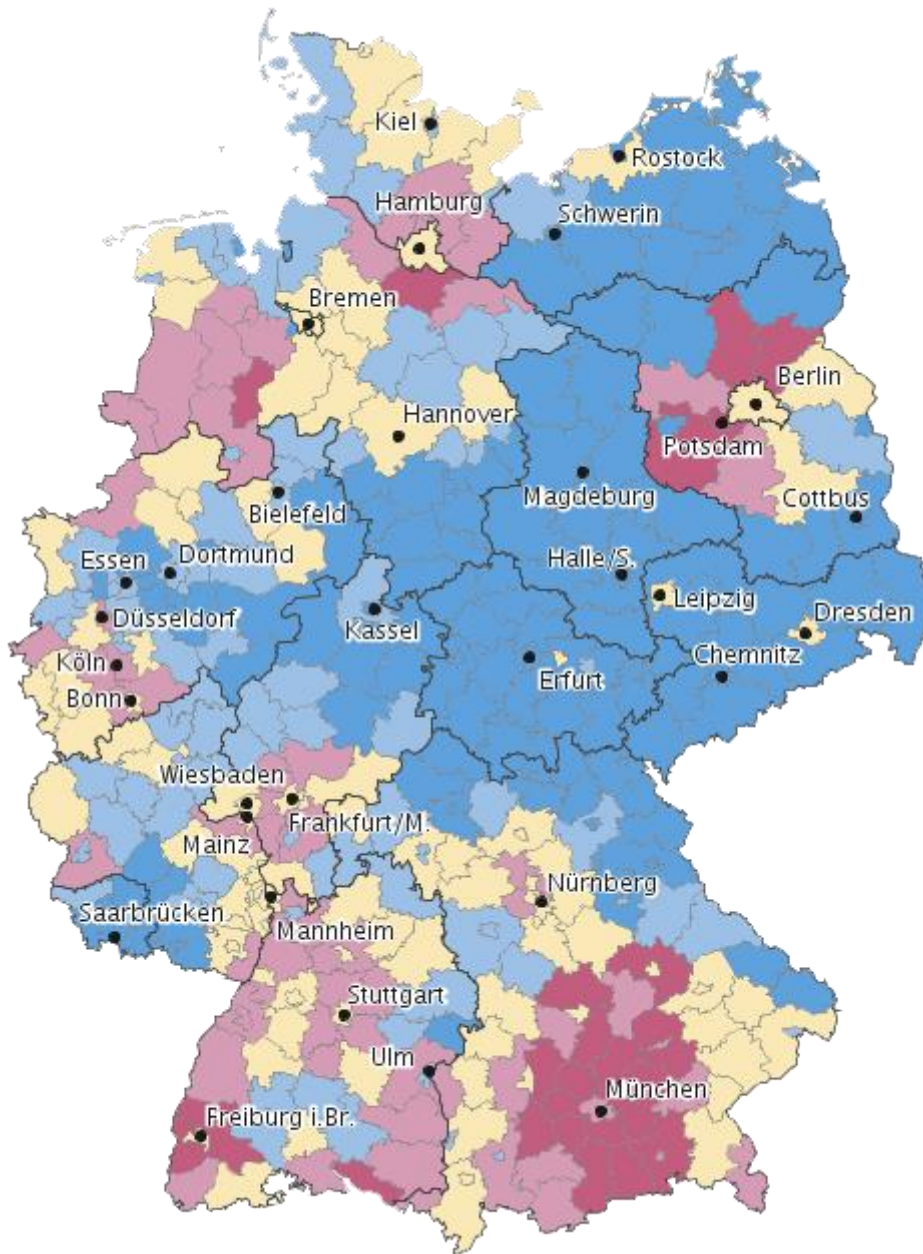 Kiel
Rostock
Hamburg
Schwerin
Bremen
Berlin
Hannover
Potsdam
Magdeburg
Bielefeld
Cottbus
Essen
Dortmund
Halle/S.
Leipzig
Düsseldorf
Kassel
Dresden
Köln
Erfurt
Chemnitz
Bonn
Wiesbaden
Frankfurt/M.
Mainz
Nürnberg
Saarbrücken
Mannheim
Stuttgart
Ulm
München
Freiburg i.Br.